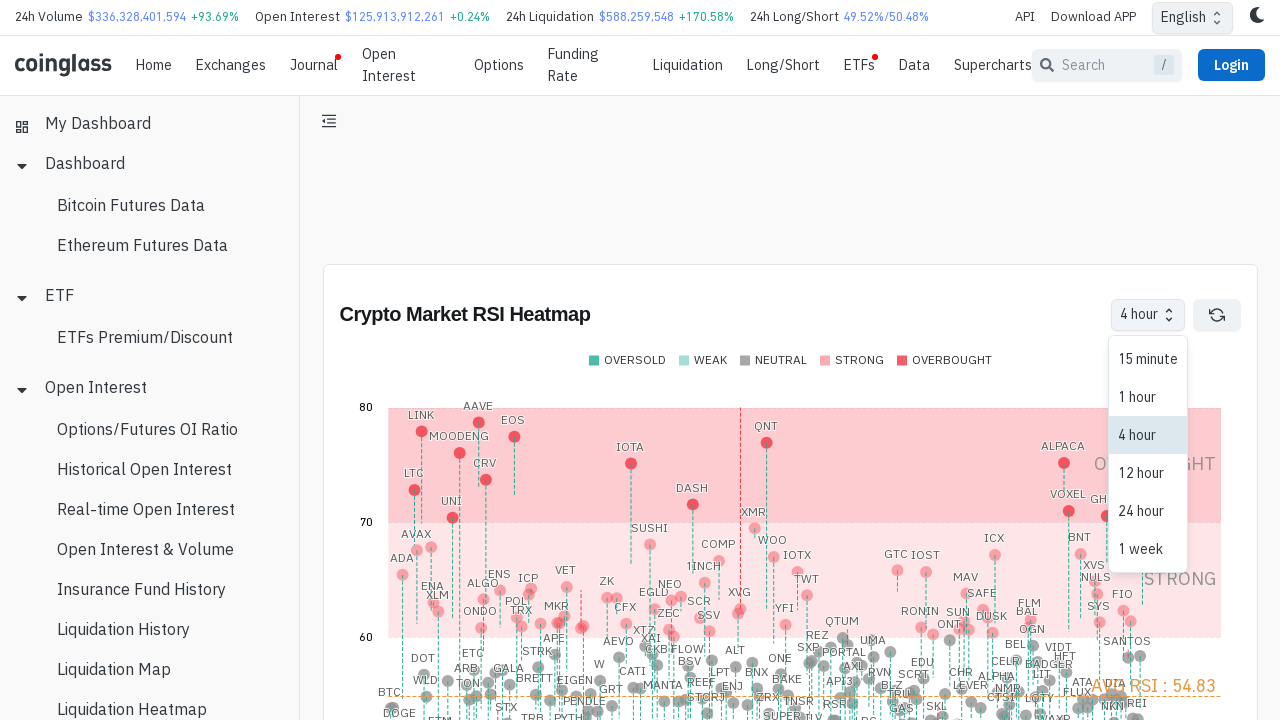 24h Volume $336,328,401,594 +93.69% Open Interest $125,913,912,261 +0.24% 24h Liquidation $588,259,548 +170.58% 24h Long/Short 49.52%/50.48% API Download APP English
coinglass Home Exchanges Journal Open Interest Options Funding Rate Liquidation Long/Short ETFs Data Supercharts Search / Login
My Dashboard
Dashboard
Bitcoin Futures Data
Ethereum Futures Data
ETF
ETFs Premium/Discount
Open Interest
Options/Futures OI Ratio
Historical Open Interest
Real-time Open Interest
Open Interest & Volume
Insurance Fund History
Liquidation History
Liquidation Map
Liquidation Heatmap
Crypto Market RSI Heatmap
4 hour
15 minute
1 hour
4 hour
12 hour
24 hour
1 week
OVERSOLD WEAK NEUTRAL STRONG OVERBOUGHT
80
AAVE
LINK
EOS
QNT
MOODENG
IOTA
ALPACA
CRV
LTC
DASH
VOXEL
UNI
GH
70
XMR
SUSHI
AVAX
WOO
COMP
ICX
BNT
ADA
IOTX
GTC
IOST
1INCH
XVS
VET
ENS
ICP
TWT
MAV
NULS
STRONG
ENA
ALGO
ZK
NEO
EGLD
XVG
SAFE
FIO
XLM
POL
MKR
CFX
SCR
YFI
FLM
SYS
ONDO
TRX
ZEC
SSV
RONIN
SUN
BAL
DUSK
60
XTZ
QTUM
ONT
OGN
APE
AEVO
XAI
REZ
UMA
BEL
SANTOS
ETC
STRK
CKB
FLOW
ALT
SXP
PORTAL
VIDT
DOT
W
BSV
ONE
EDU
CELR
HFT
BADGER
ARB
GALA
CATI
LPT
BNX
AXL
RVN
SCRT
CHR
ALPHA
LIT
WLD
TON
BRETT
EIGEN
MANTA
REEF
BAKE
API3
BLZ
LEVER
NMR
ATA
AVG RSI : 54.83
BTC
GRT
ENJ
FLUX
STX
PENDLE
TNSR
RSR
GAS
SKL
CTSI
NKN
REI
DOGE
TRB
PYTH
SUPER